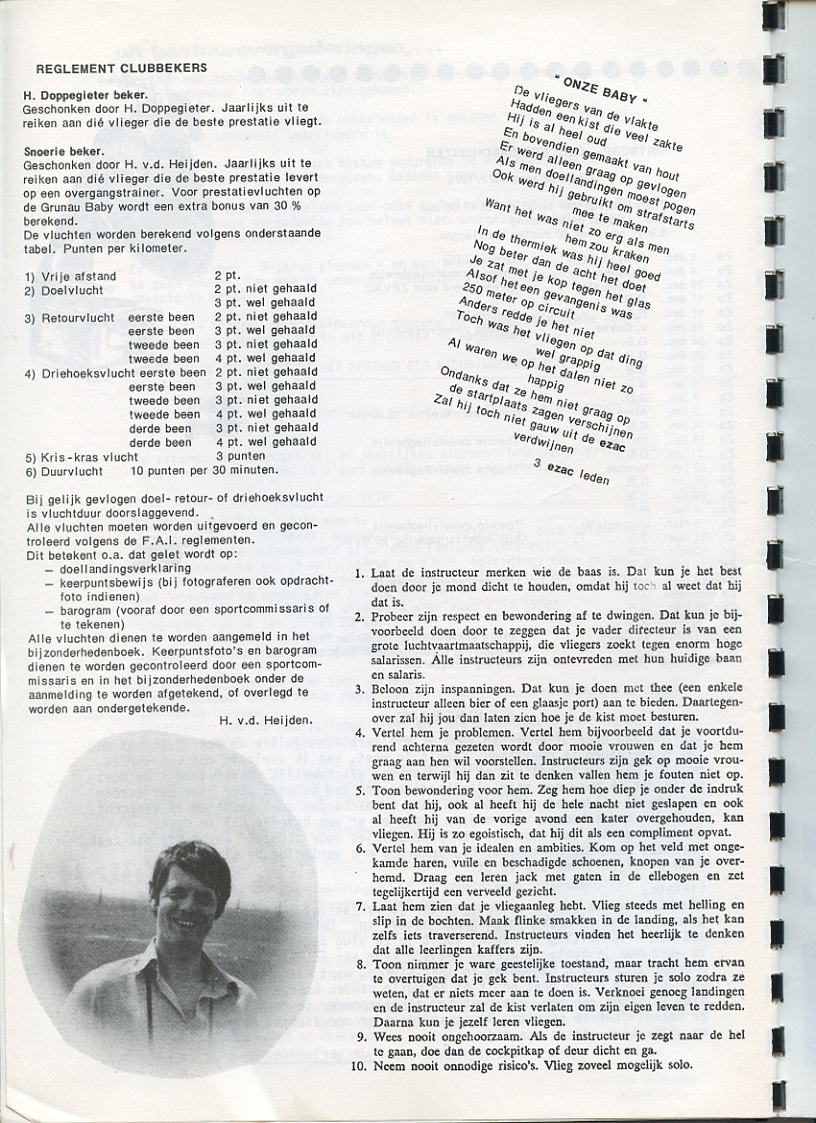 REGLEMENT CLUBBEKERS
H. Doppegieter beker.
Geschonken door H. Doppegieter. Jaarlijks uit te
reiken aan dié vlieger die de beste prestatie vliegt.
Snoerie beker.
Geschonken door H. v.d. Heijden. Jaarlijks uit te
reiken aan dié vlieger die de beste prestatie levert
op een overgangstrainer. Voor prestatievluchten op
de Grunau Baby wordt een extra bonus van 30 %
berekend.
De vluchten worden berekend volgens onderstaande
tabel. Punten per kilometer.
1) Vrije afstand 2 pt.
2) Doelvlucht 2 pt. niet gehaald
3 pt. wel gehaald
3) Retourvlucht eerste been 2 pt. niet gehaald
eerste been 3 pt. wel gehaald
tweede been 3 pt. niet gehaald
tweede been 4 pt. wel gehaald
4) Driehoeksvlucht eerste been 2 pt. niet gehaald
eerste been 3 pt. wel gehaald
tweede been 3 pt. niet gehaald
tweede been 4 pt. wel gehaald
derde been 3 pt. niet gehaald
derde been 4 pt. wel gehaald
5) Kris-kras vlucht 3 punten
6) Duurvlucht 10 punten per 30 minuten.
Bij gelijk gevlogen doel- retour- of driehoeksvlucht
is vluchtduur doorslaggevend.
Alle vluchten moeten worden uitgevoerd en gecon-
troleerd volgens de F.A.I. reglementen.
Dit betekent o.a. dat gelet wordt op:
— doellandingsverklaring
— keerpuntsbewijs (bij fotograferen ook opdracht-
foto indienen)
— barogram (vooraf door een sportcommissaris of
te tekenen)
Alle vluchten dienen te worden aangemeld in het
bijzonderhedenboek. Keerpuntsfoto's en barogram
dienen te worden gecontroleerd door een sportcom-
missaris en in het bijzonderhedenboek onder de
aanmelding te worden afgetekend, of overlegd te
worden aan ondergetekende.
H. v.d. Heijden.
" ONZE BABY "
De vliegers van de vlakte
Hadden een kist die veel zakte
Hij is al heel oud
En bovendien gemaakt van hout
Er werd alleen graag op gevlogen
Als men doellandingen moest pogen
Ook werd hij gebruikt om strafstarts
mee te maken
Want het was niet zo erg als men
hem zou kraken
In de thermiek was hij heel goed
Nog beter dan de acht het doet
Je zat met je kop tegen het glas
Alsof het een gevangenis was
250 meter op circuit
Anders redde je het niet
Toch was het vliegen op dat ding
wel grappig
Al waren we op het dalen niet zo
happig
Ondanks dat ze hem niet graag op
de startplaats zagen verschijnen
Zal hij toch niet gauw uit de ezac
verdwijnen
3 ezac leden
1. Laat de instructeur merken wie de baas is. Dat kun je het best
doen door je mond dicht te houden, omdat hij toch al weet dat hij
dat is.
2. Probeer zijn respect en bewondering af te dwingen. Dat kun je bij-
voorbeeld doen door te zeggen dat je vader directeur is van een
grote luchtvaartmaatschappij, die vliegers zoekt tegen enorm hoge
salarissen. Alle instructeurs zijn ontevreden met hun huidige baan
en salaris.
3. Beloon zijn inspanningen. Dat kun je doen met thee (een enkele
instructeur alleen bier of een glaasje port) aan te bieden. Daartegen-
over zal hij jou dan laten zien hoe je de kist moet besturen.
4. Vertel hem je problemen. Vertel hem bijvoorbeeld dat je voortdu-
rend achterna gezeten wordt door mooie vrouwen en dat je hem
graag aan hen wil voorstellen. Instructeurs zijn gek op mooie vrou-
wen en terwijl hij dan zit te denken vallen hem je fouten niet op.
5. Toon bewondering voor hem. Zeg hem hoe diep je onder de indruk
bent dat hij, ook al heeft hij de hele nacht niet geslapen en ook
al heeft hij van de vorige avond een kater overgehouden, kan
vliegen. Hij is zo egoistisch, dat hij dit als een compliment opvat.
6. Vertel hem van je idealen en ambities. Kom op het veld met onge-
kamde haren, vuile en beschadigde schoenen, knopen van je over-
hemd. Draag een leren jack met gaten in de ellebogen en zet
tegelijkertijd een verveeld gezicht.
7. Laat hem zien dat je vliegaanleg hebt. Vlieg steeds met helling en
slip in de bochten. Maak flinke smakken in de landing, als het kan
zelfs iets traverserend. Instructeurs vinden het heerlijk te denken
dat alle leerlingen kaffers zijn.
8. Toon nimmer je ware geestelijke toestand, maar tracht hem ervan
te overtuigen dat je gek bent. Instructeurs sturen je solo zodra ze
weten, dat er niets meer aan te doen is. Verknoei genoeg landingen
en de instructeur zal de kist verlaten om zijn eigen leven te redden.
Daarna kun je jezelf leren vliegen.
9. Wees nooit ongehoorzaam. Als de instructeur je zegt naar de hel
te gaan, doe dan de cockpitkap of deur dicht en ga.
10. Neem nooit onnodige risico's. Vlieg zoveel mogelijk solo.